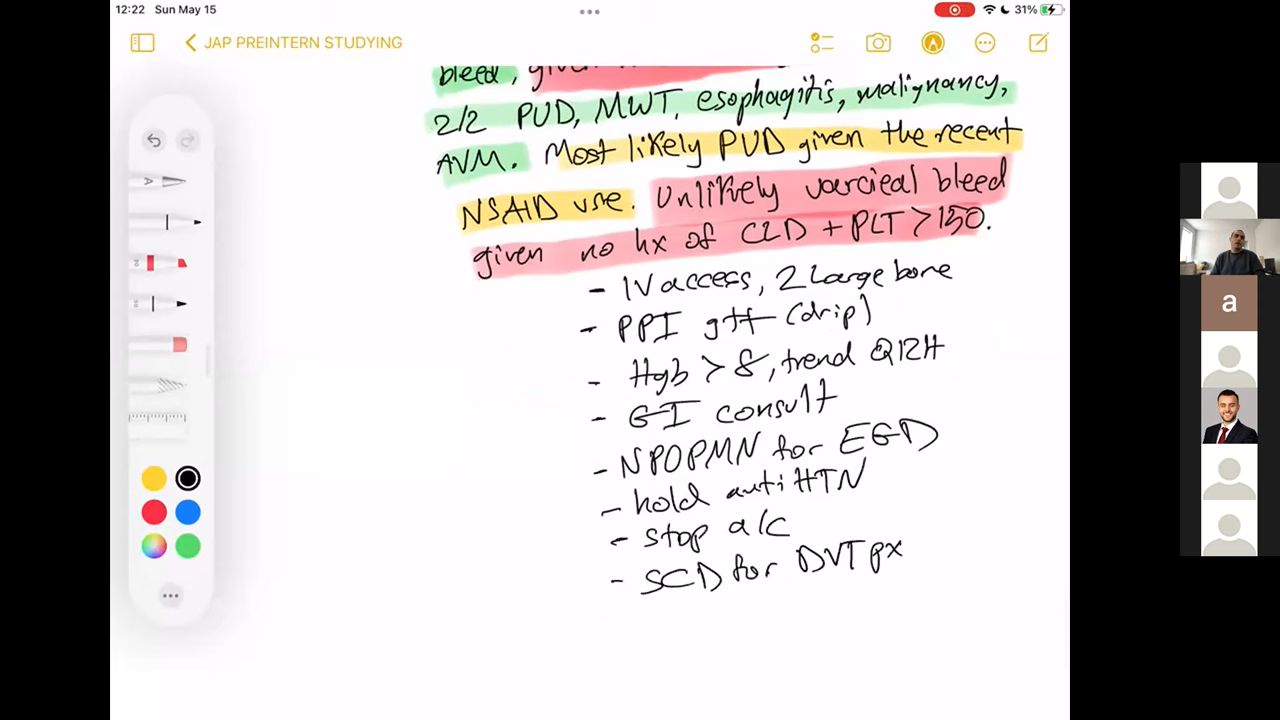 12:22 Sun May 15
31%
JAP PREINTERN STUDYING
bleed, given
2/2 PUD, MWT, esophagitis, malignancy,
AVM. Most likely PUD given the recent
NSAID use. Unlikely varcieal bleed
given no hx of CLD + PLT > 150.
- IV access, 2 Large bore
- PPI gtt (drip)
- Hgb > 8, trend Q12H
- GI consult
- NPOPMN for EGD
- hold anti HTN
- stop a/c
- SCD for DVT px
a